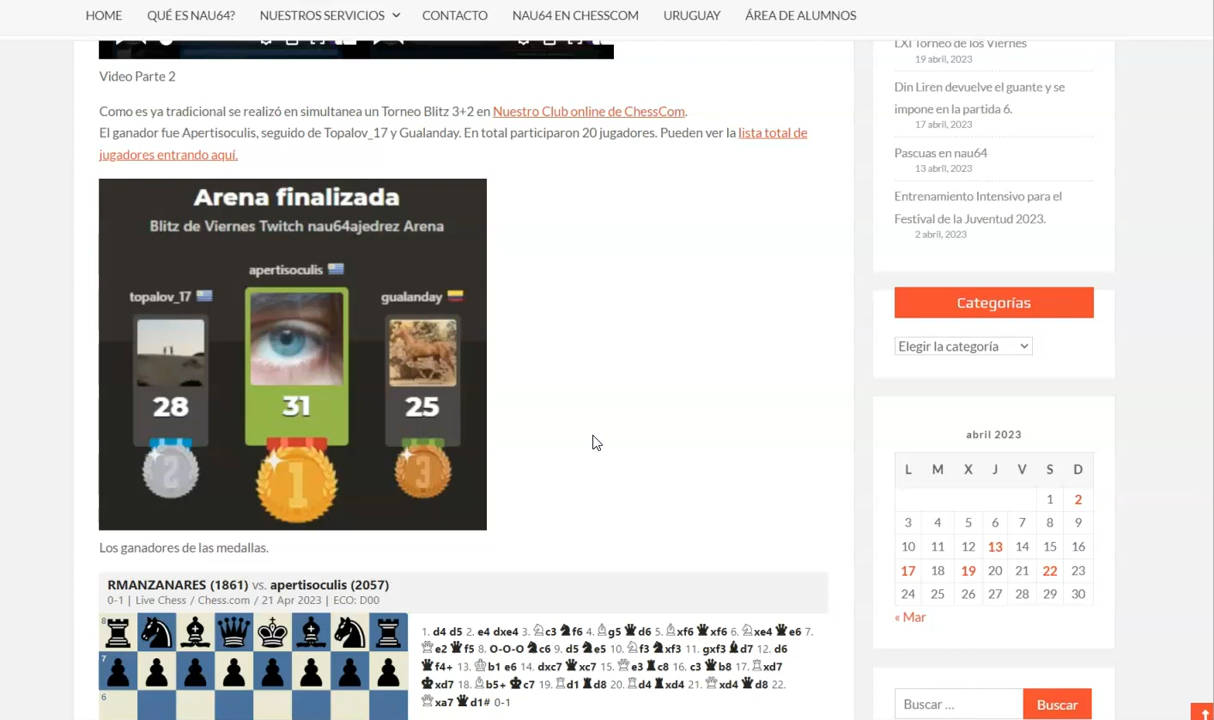 HOME QUÉ ES NAU64? NUESTROS SERVICIOS CONTACTO NAU64 EN CHESSCOM URUGUAY ÁREA DE ALUMNOS
Video Parte 2
Como es ya tradicional se realizó en simultanea un Torneo Blitz 3+2 en Nuestro Club online de ChessCom.
El ganador fue Apertisoculis, seguido de Topalov_17 y Gualanday. En total participaron 20 jugadores. Pueden ver la lista total de
jugadores entrando aquí.
Arena finalizada
Blitz de Viernes Twitch nau64ajedrez Arena
apertisoculis
topalov_17 gualanday
28 31 25
2 1 3
Los ganadores de las medallas.
RMANZANARES (1861) vs. apertisoculis (2057)
0-1 | Live Chess / Chess.com / 21 Apr 2023 | ECO: D00
8
7
6
1. d4 d5 2. e4 dxe4 3. ♘c3 ♞f6 4. ♗g5 ♛d6 5. ♗xf6 ♛xf6 6. ♘xe4 ♛e6 7.
♕e2 ♛f5 8. O-O-O ♞c6 9. d5 ♞e5 10. ♘f3 ♞xf3 11. gxf3 ♝d7 12. d6
♛f4+ 13. ♔b1 e6 14. dxc7 ♛xc7 15. ♕e3 ♜c8 16. c3 ♛b8 17. ♖xd7
♚xd7 18. ♗b5+ ♚c7 19. ♖d1 ♜d8 20. ♖d4 ♜xd4 21. ♕xd4 ♛d8 22.
♕xa7 ♛d1# 0-1
LXI Torneo de los Viernes
19 abril, 2023
Din Liren devuelve el guante y se
impone en la partida 6.
17 abril, 2023
Pascuas en nau64
13 abril, 2023
Entrenamiento Intensivo para el
Festival de la Juventud 2023.
2 abril, 2023
Categorías
Elegir la categoría
abril 2023
L M X J V S D
1 2
3 4 5 6 7 8 9
10 11 12 13 14 15 16
17 18 19 20 21 22 23
24 25 26 27 28 29 30
« Mar
Buscar ... Buscar